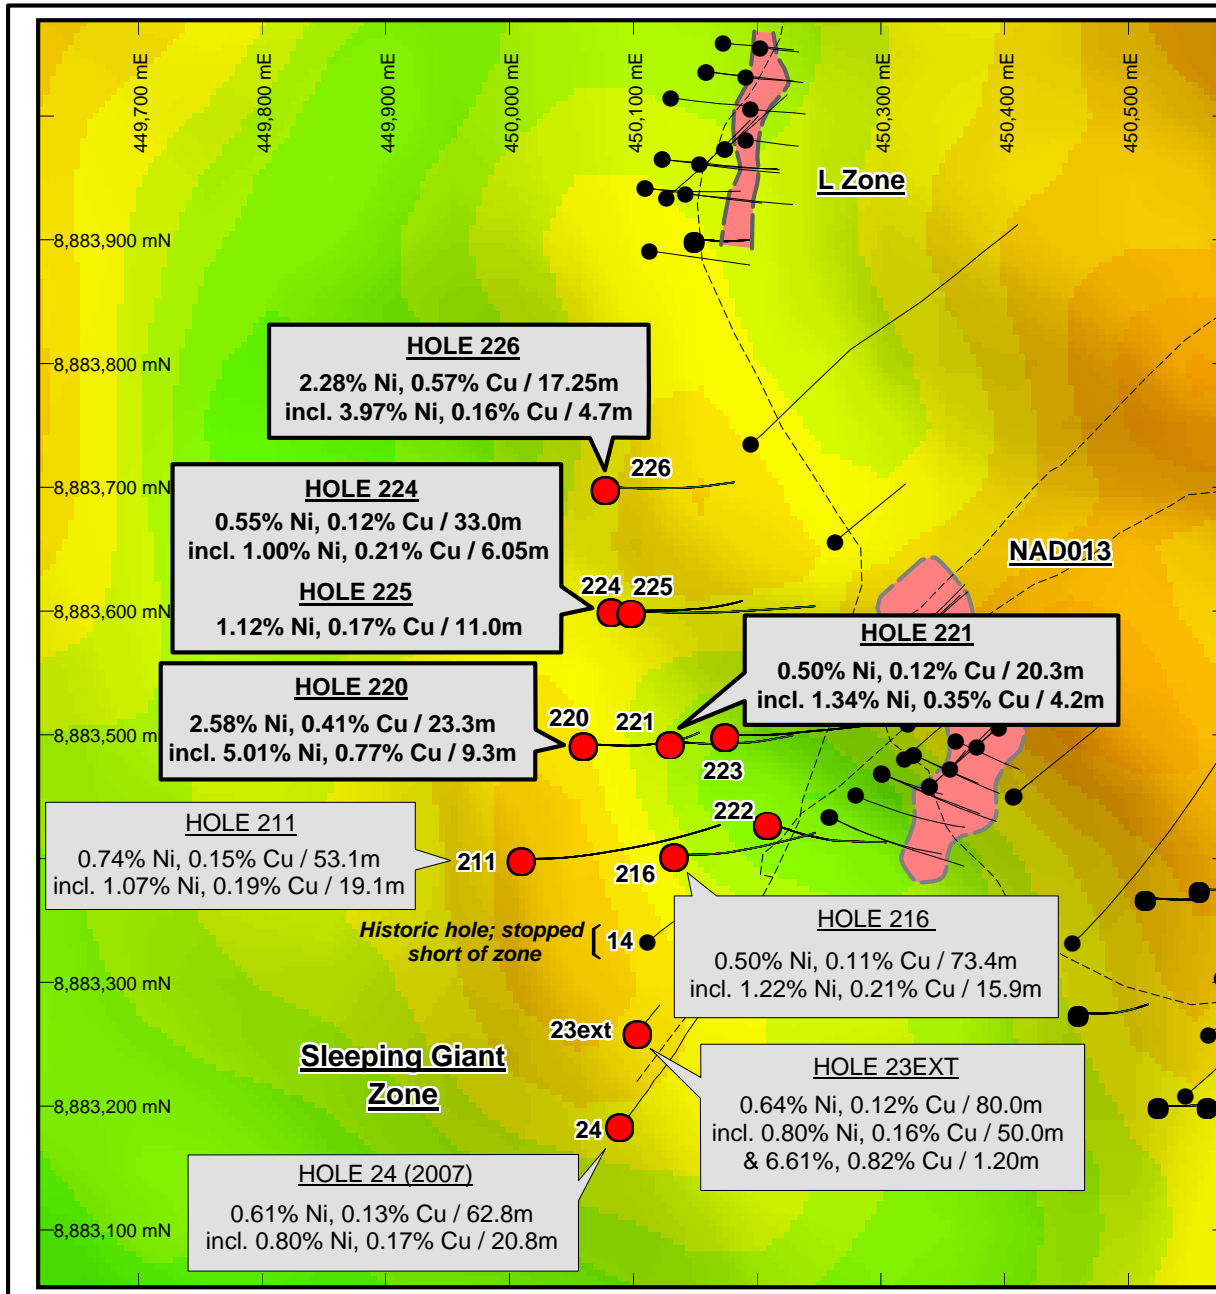 449,700 mE
449,800 mE
449,900 mE
450,000 mE
450,100 mE
450,300 mE
450,400 mE
450,500 mE
L Zone
8,883,900 mN
8,883,800 mN
HOLE 226
2.28% Ni, 0.57% Cu / 17.25m
incl. 3.97% Ni, 0.16% Cu / 4.7m
226
8,883,700 mN
HOLE 224
0.55% Ni, 0.12% Cu / 33.0m
incl. 1.00% Ni, 0.21% Cu / 6.05m
HOLE 225
1.12% Ni, 0.17% Cu / 11.0m
224 225
NAD013
8,883,600 mN
HOLE 221
0.50% Ni, 0.12% Cu / 20.3m
incl. 1.34% Ni, 0.35% Cu / 4.2m
HOLE 220
2.58% Ni, 0.41% Cu / 23.3m
incl. 5.01% Ni, 0.77% Cu / 9.3m
220
221
223
8,883,500 mN
222
HOLE 211
0.74% Ni, 0.15% Cu / 53.1m
incl. 1.07% Ni, 0.19% Cu / 19.1m
211
216
HOLE 216
0.50% Ni, 0.11% Cu / 73.4m
incl. 1.22% Ni, 0.21% Cu / 15.9m
Historic hole; stopped
short of zone
14
8,883,300 mN
23ext
Sleeping Giant
Zone
HOLE 23EXT
0.64% Ni, 0.12% Cu / 80.0m
incl. 0.80% Ni, 0.16% Cu / 50.0m
& 6.61%, 0.82% Cu / 1.20m
8,883,200 mN
24
HOLE 24 (2007)
0.61% Ni, 0.13% Cu / 62.8m
incl. 0.80% Ni, 0.17% Cu / 20.8m
8,883,100 mN